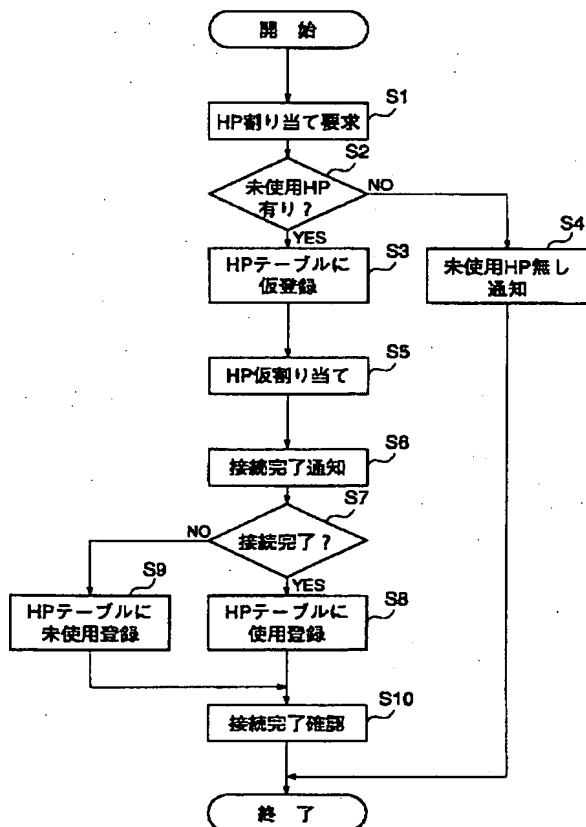 開 始
S1
HP割り当て要求
S2
未使用HP
有り？
NO
YES
S3
HPテーブルに
仮登録
S4
未使用HP無し
通知
S5
HP仮割り当て
S6
接続完了通知
S7
接続完了？
NO
YES
S9
HPテーブルに
未使用登録
S8
HPテーブルに
使用登録
S10
接続完了確認
終 了